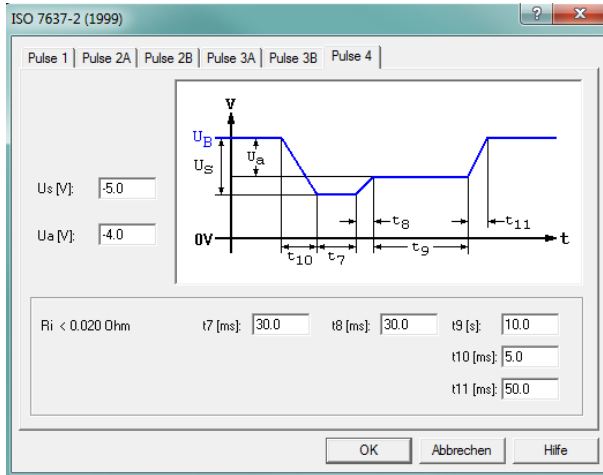 ISO 7637-2 (1999)
? X
Pulse 1 Pulse 2A Pulse 2B Pulse 3A Pulse 3B Pulse 4
V
UB
Ua
US
Us [V]: -5.0
Ua [V]: -4.0
t8
t11
0V
t
t10 t7 t9
Ri < 0.020 Ohm t7 [ms]: 30.0 t8 [ms]: 30.0 t9 [s]: 10.0
t10 [ms]: 5.0
t11 [ms]: 50.0
OK Abbrechen Hilfe